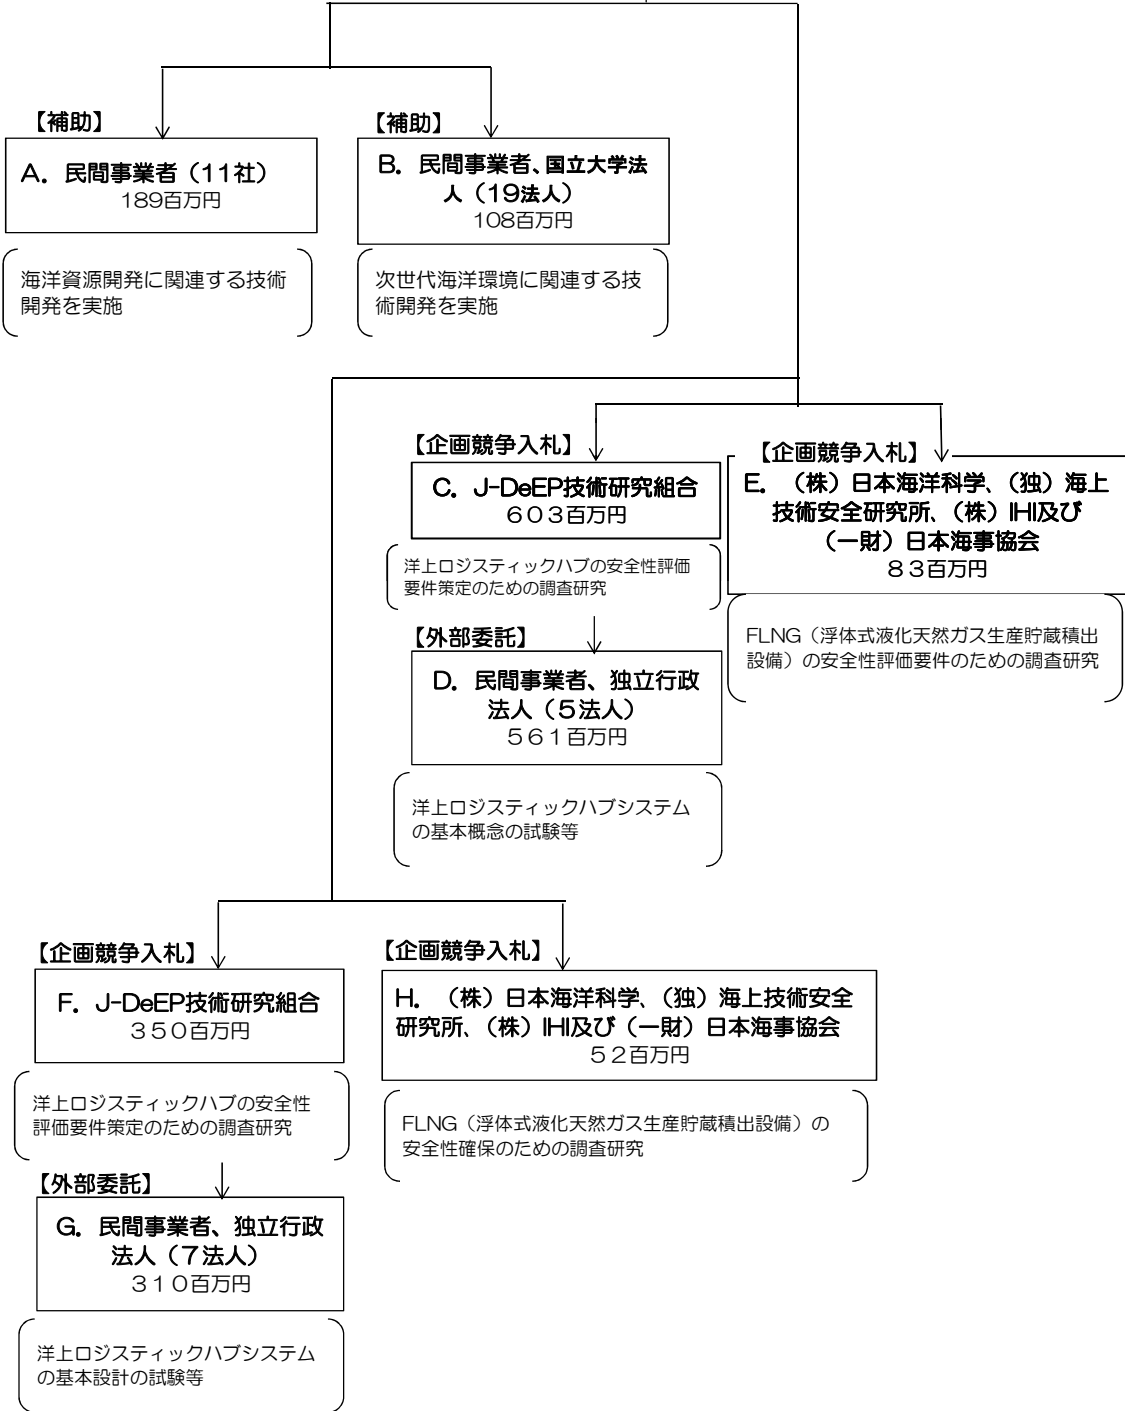 【補助】
A．民間事業者（11社）
189百万円
海洋資源開発に関連する技術
開発を実施
【補助】
B．民間事業者、国立大学法
人（19法人）
108百万円
次世代海洋環境に関連する技
術開発を実施
【企画競争入札】
C．J-DeEP技術研究組合
６０３百万円
洋上ロジスティックハブの安全性評価
要件策定のための調査研究
【外部委託】
D．民間事業者、独立行政
法人（５法人）
５６１百万円
洋上ロジスティックハブシステム
の基本概念の試験等
【企画競争入札】
E．（株）日本海洋科学、（独）海上
技術安全研究所、（株）IHI及び
（一財）日本海事協会
８３百万円
FLNG（浮体式液化天然ガス生産貯蔵積出
設備）の安全性評価要件のための調査研究
【企画競争入札】
F．J-DeEP技術研究組合
３５０百万円
洋上ロジスティックハブの安全性
評価要件策定のための調査研究
【外部委託】
G．民間事業者、独立行政
法人（７法人）
３１０百万円
洋上ロジスティックハブシステム
の基本設計の試験等
【企画競争入札】
H．（株）日本海洋科学、（独）海上技術安全
研究所、（株）IHI及び（一財）日本海事協会
５２百万円
FLNG（浮体式液化天然ガス生産貯蔵積出設備）の
安全性確保のための調査研究